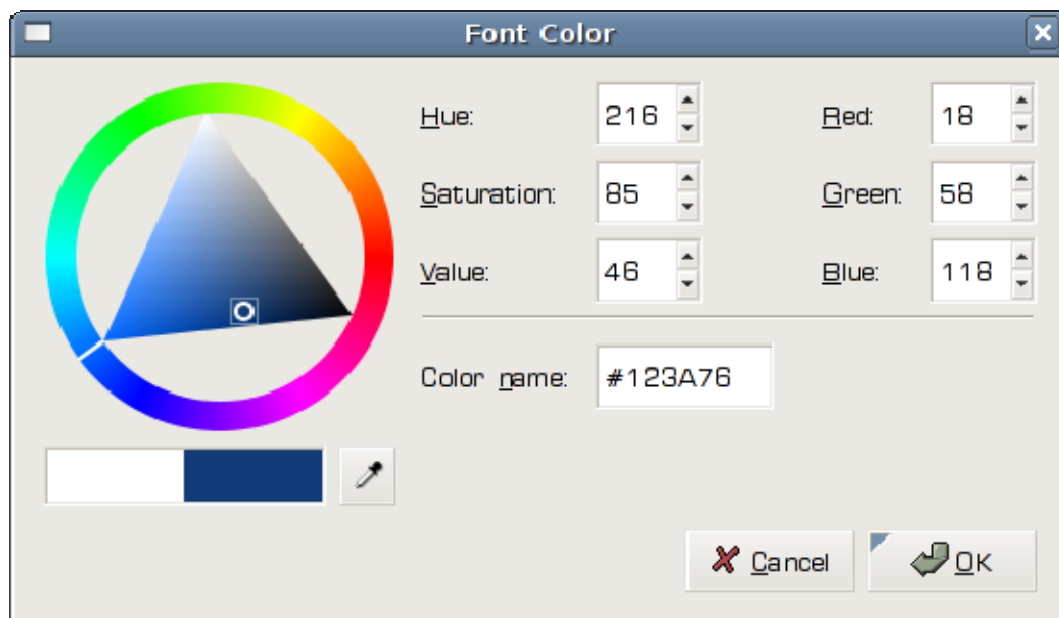 Font Color
Hue: 216 Red: 18
Saturation: 85 Green: 58
Value: 46 Blue: 118
Color name: #123A76
Cancel OK